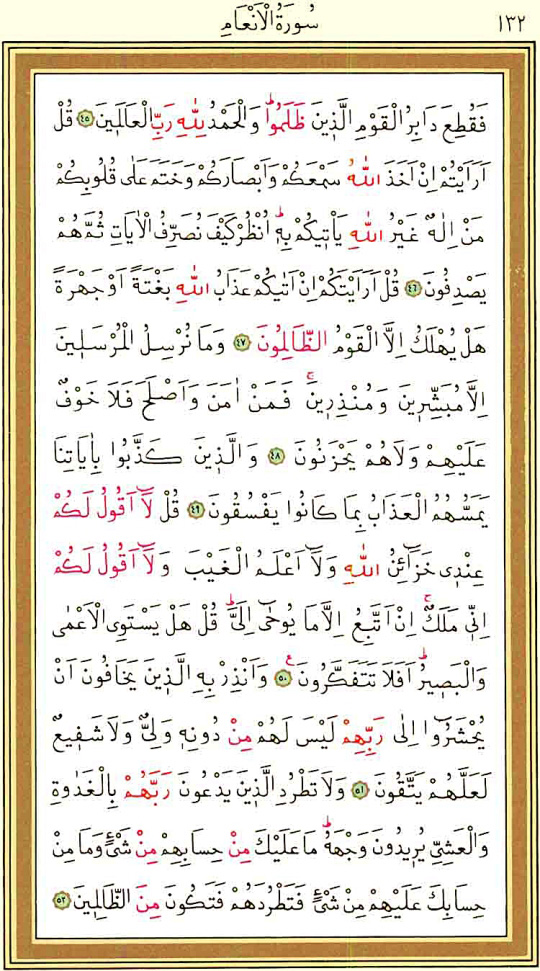 سُورَةُ الْاَنْعَامِ
١٣٢
فَقُطِعَ دَابِرُ الْقَوْمِ الَّذ۪ينَ ظَلَمُواۜ وَالْحَمْدُ لِلّٰهِ رَبِّ الْعَالَم۪ينَ ﴿٤٥﴾ قُلْ
اَرَاَيْتُمْ اِنْ اَخَذَ اللّٰهُ سَمْعَكُمْ وَاَبْصَارَكُمْ وَخَتَمَ عَلٰى قُلُوبِكُمْ
مَنْ اِلٰهٌ غَيْرُ اللّٰهِ يَأْت۪يكُمْ بِه۪ۜ اُنْظُرْ كَيْفَ نُصَرِّفُ الْاٰيَاتِ ثُمَّ هُمْ
يَصْدِفُونَ ﴿٤٦﴾ قُلْ اَرَاَيْتَكُمْ اِنْ اَتٰيكُمْ عَذَابُ اللّٰهِ بَغْتَةً اَوْ جَهْرَةً
هَلْ يُهْلَكُ اِلَّا الْقَوْمُ الظَّالِمُونَ ﴿٤٧﴾ وَمَا نُرْسِلُ الْمُرْسَل۪ينَ
اِلَّا مُبَشِّر۪ينَ وَمُنْذِر۪ينَۚ فَمَنْ اٰمَنَ وَاَصْلَحَ فَلَا خَوْفٌ
عَلَيْهِمْ وَلَا هُمْ يَحْزَنُونَ ﴿٤٨﴾ وَالَّذ۪ينَ كَذَّبُوا بِاٰيَاتِنَا
يَمَسُّهُمُ الْعَذَابُ بِمَا كَانُوا يَفْسُقُونَ ﴿٤٩﴾ قُلْ لَٓا اَقُولُ لَكُمْ
عِنْد۪ي خَزَٓائِنُ اللّٰهِ وَلَٓا اَعْلَمُ الْغَيْبَ وَلَٓا اَقُولُ لَكُمْ
اِنّ۪ي مَلَكٌۚ اِنْ اَتَّبِعُ اِلَّا مَا يُوحٰٓى اِلَيَّۜ قُلْ هَلْ يَسْتَوِي الْاَعْمٰى
وَالْبَص۪يرُۜ اَفَلَا تَتَفَكَّرُونَ۟ ﴿٥٠﴾ وَاَنْذِرْ بِهِ الَّذ۪ينَ يَخَافُونَ اَنْ
يُحْشَرُٓوا اِلٰى رَبِّهِمْ لَيْسَ لَهُمْ مِنْ دُونِه۪ وَلِيٌّ وَلَا شَف۪يعٌ
لَعَلَّهُمْ يَتَّقُونَ ﴿٥١﴾ وَلَا تَطْرُدِ الَّذ۪ينَ يَدْعُونَ رَبَّهُمْ بِالْغَدٰوةِ
وَالْعَشِيِّ يُر۪يدُونَ وَجْهَهُۜ مَا عَلَيْكَ مِنْ حِسَابِهِمْ مِنْ شَيْءٍ وَمَا مِنْ
حِسَابِكَ عَلَيْهِمْ مِنْ شَيْءٍ فَتَطْرُدَهُمْ فَتَكُونَ مِنَ الظَّالِم۪ينَ ﴿٥٢﴾